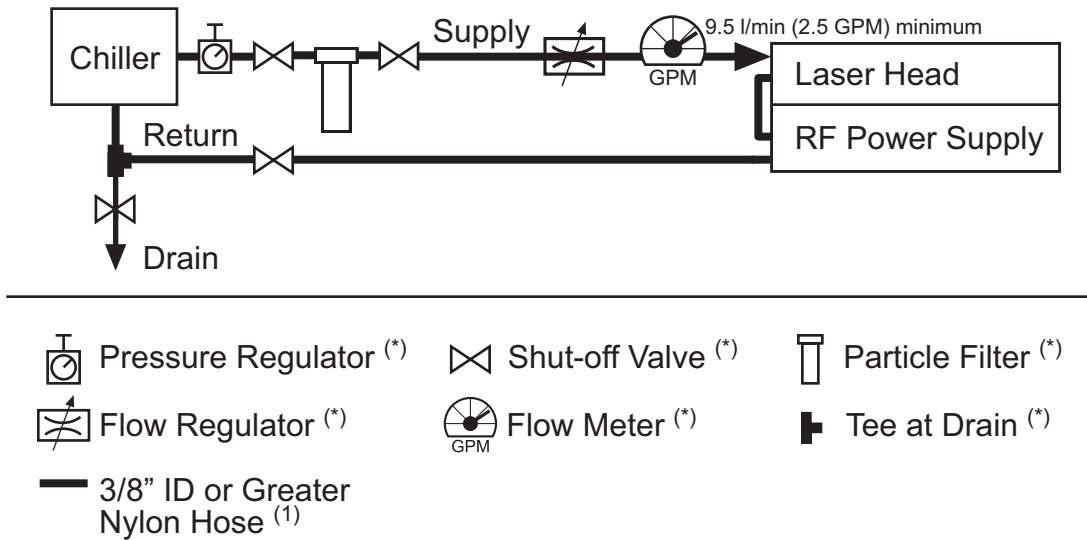 Chiller
Supply
GPM
9.5 l/min (2.5 GPM) minimum
Laser Head
RF Power Supply
Return
Drain
Pressure Regulator (*)
Shut-off Valve (*)
Particle Filter (*)
Flow Regulator (*)
GPM
Flow Meter (*)
Tee at Drain (*)
3/8” ID or Greater
Nylon Hose (1)